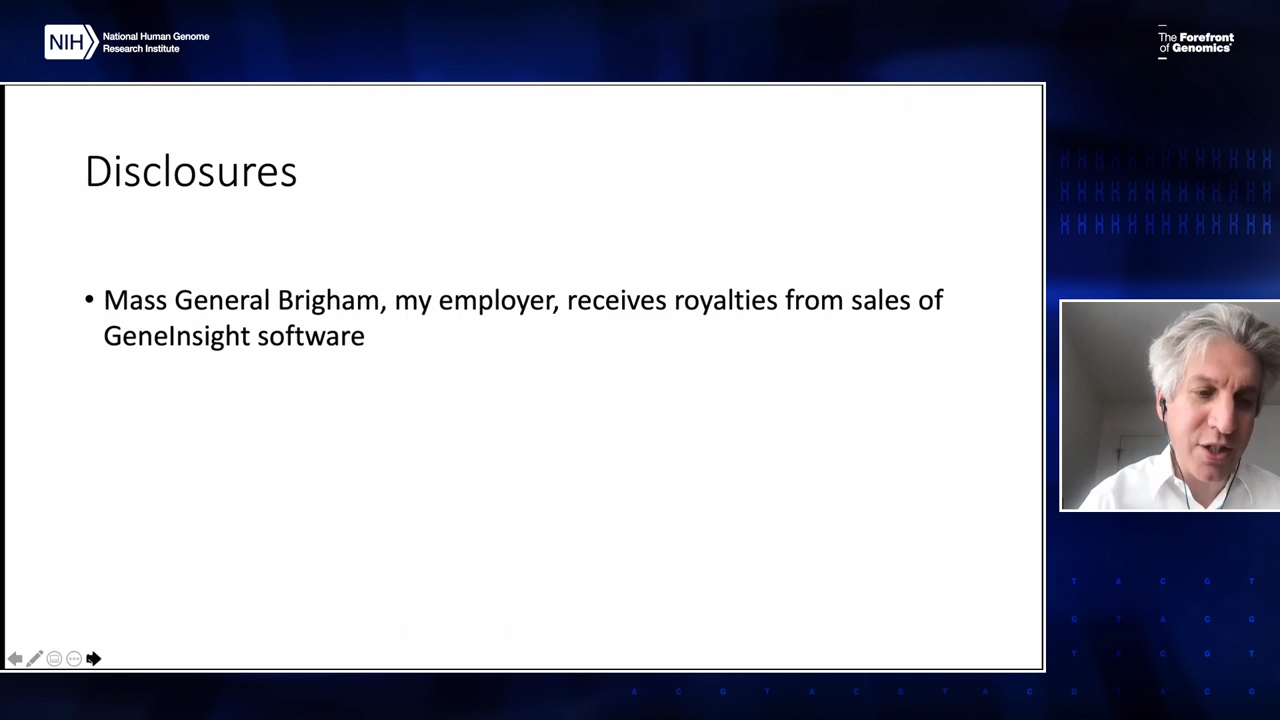 NIH
National Human Genome
Research Institute
The Forefront
of Genomics®
Disclosures
• Mass General Brigham, my employer, receives royalties from sales of
GeneInsight software
T A C G T
G T A C G
T A C G T
A C G T A C G T A C G T A C G